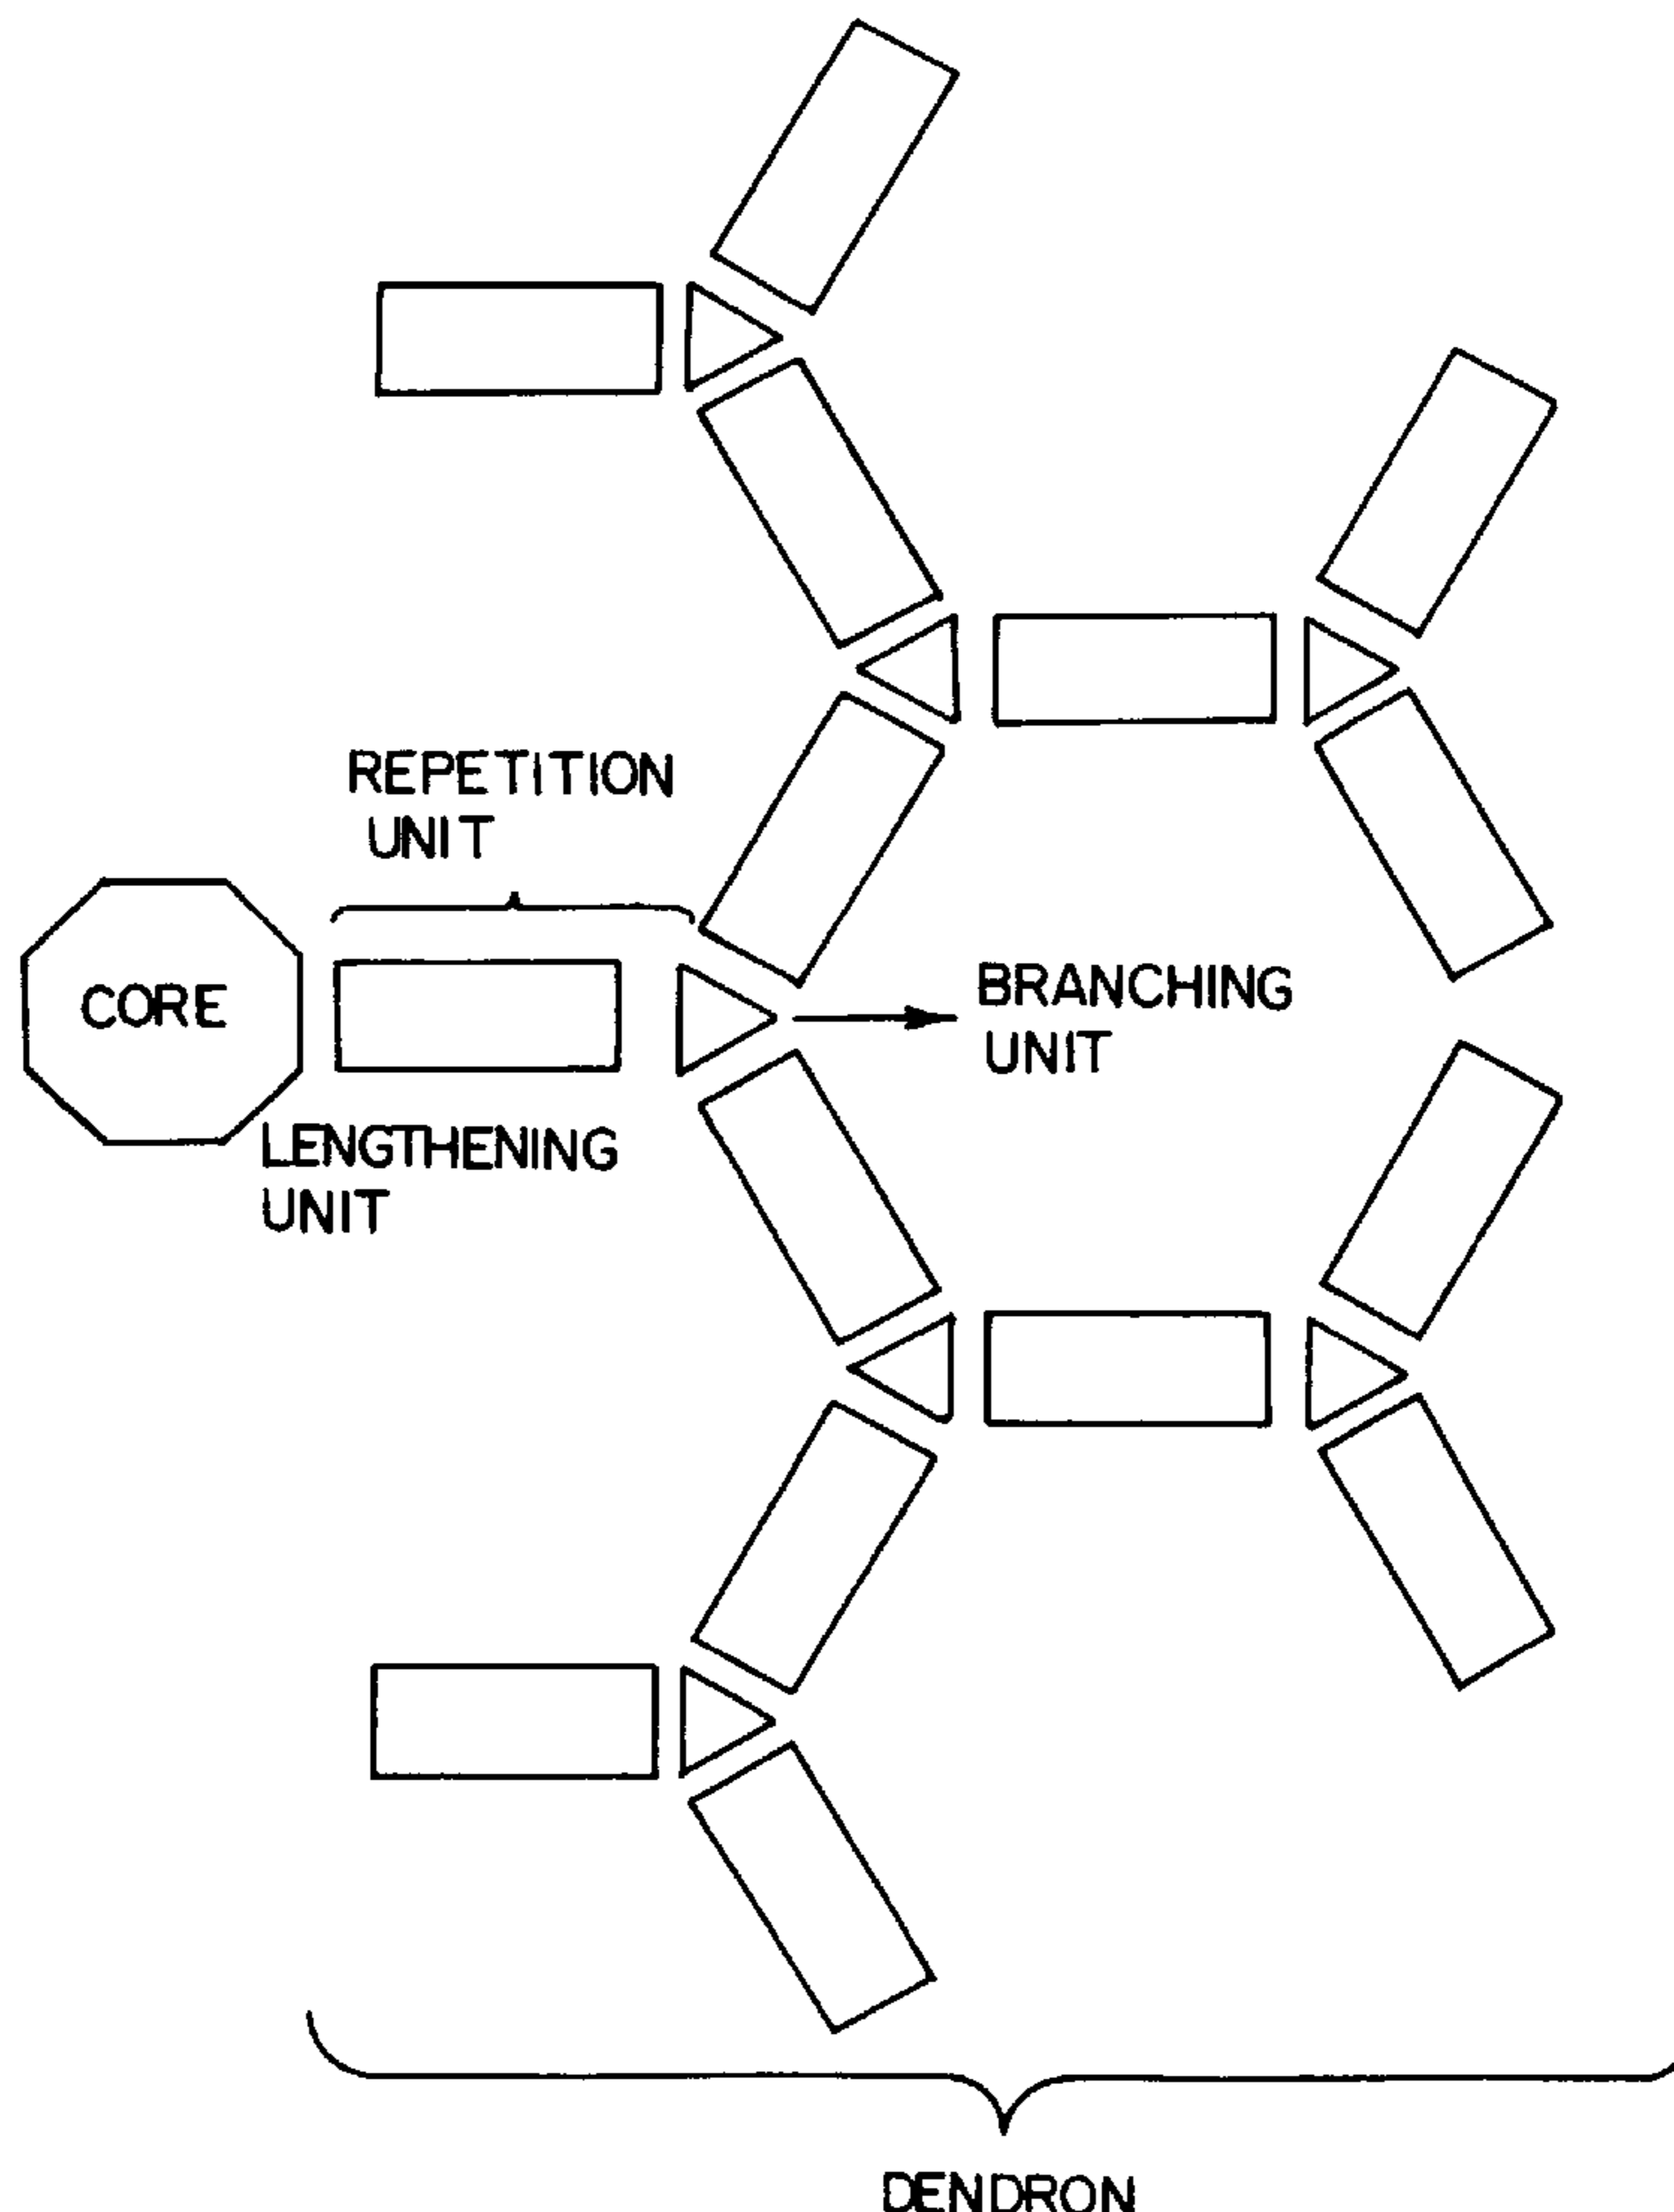 REPETITION
UNIT
CORE
BRANCHING
UNIT
LENGTHENING
UNIT
DENDRON